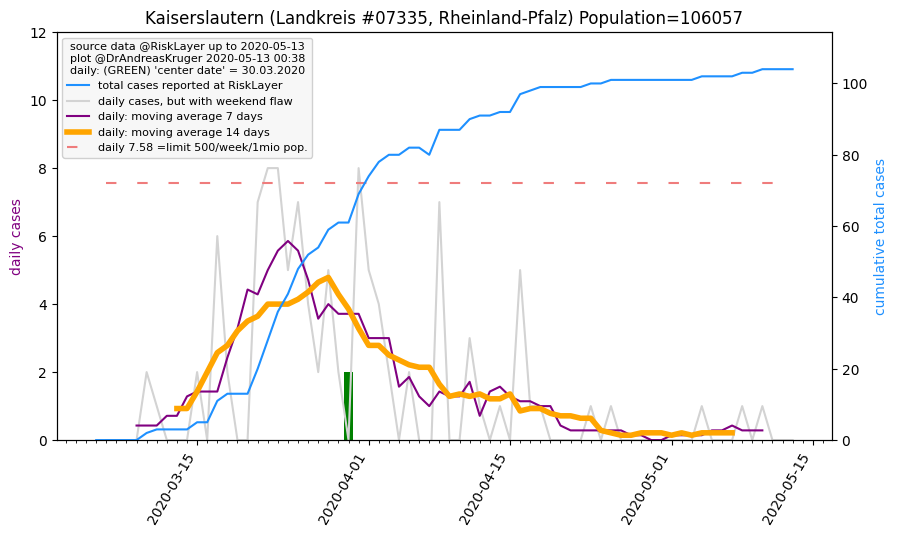 Kaiserslautern (Landkreis #07335, Rheinland-Pfalz) Population=106057
source data @RiskLayer up to 2020-05-13
plot @DrAndreasKruger 2020-05-13 00:38
daily: (GREEN) 'center date' = 30.03.2020
total cases reported at RiskLayer
daily cases, but with weekend flaw
daily: moving average 7 days
daily: moving average 14 days
daily 7.58 =limit 500/week/1mio pop.
daily cases
12
10
8
6
4
2
0
100
80
60
40
20
0
cumulative total cases
2020-03-15
2020-04-01
2020-04-15
2020-05-01
2020-05-15